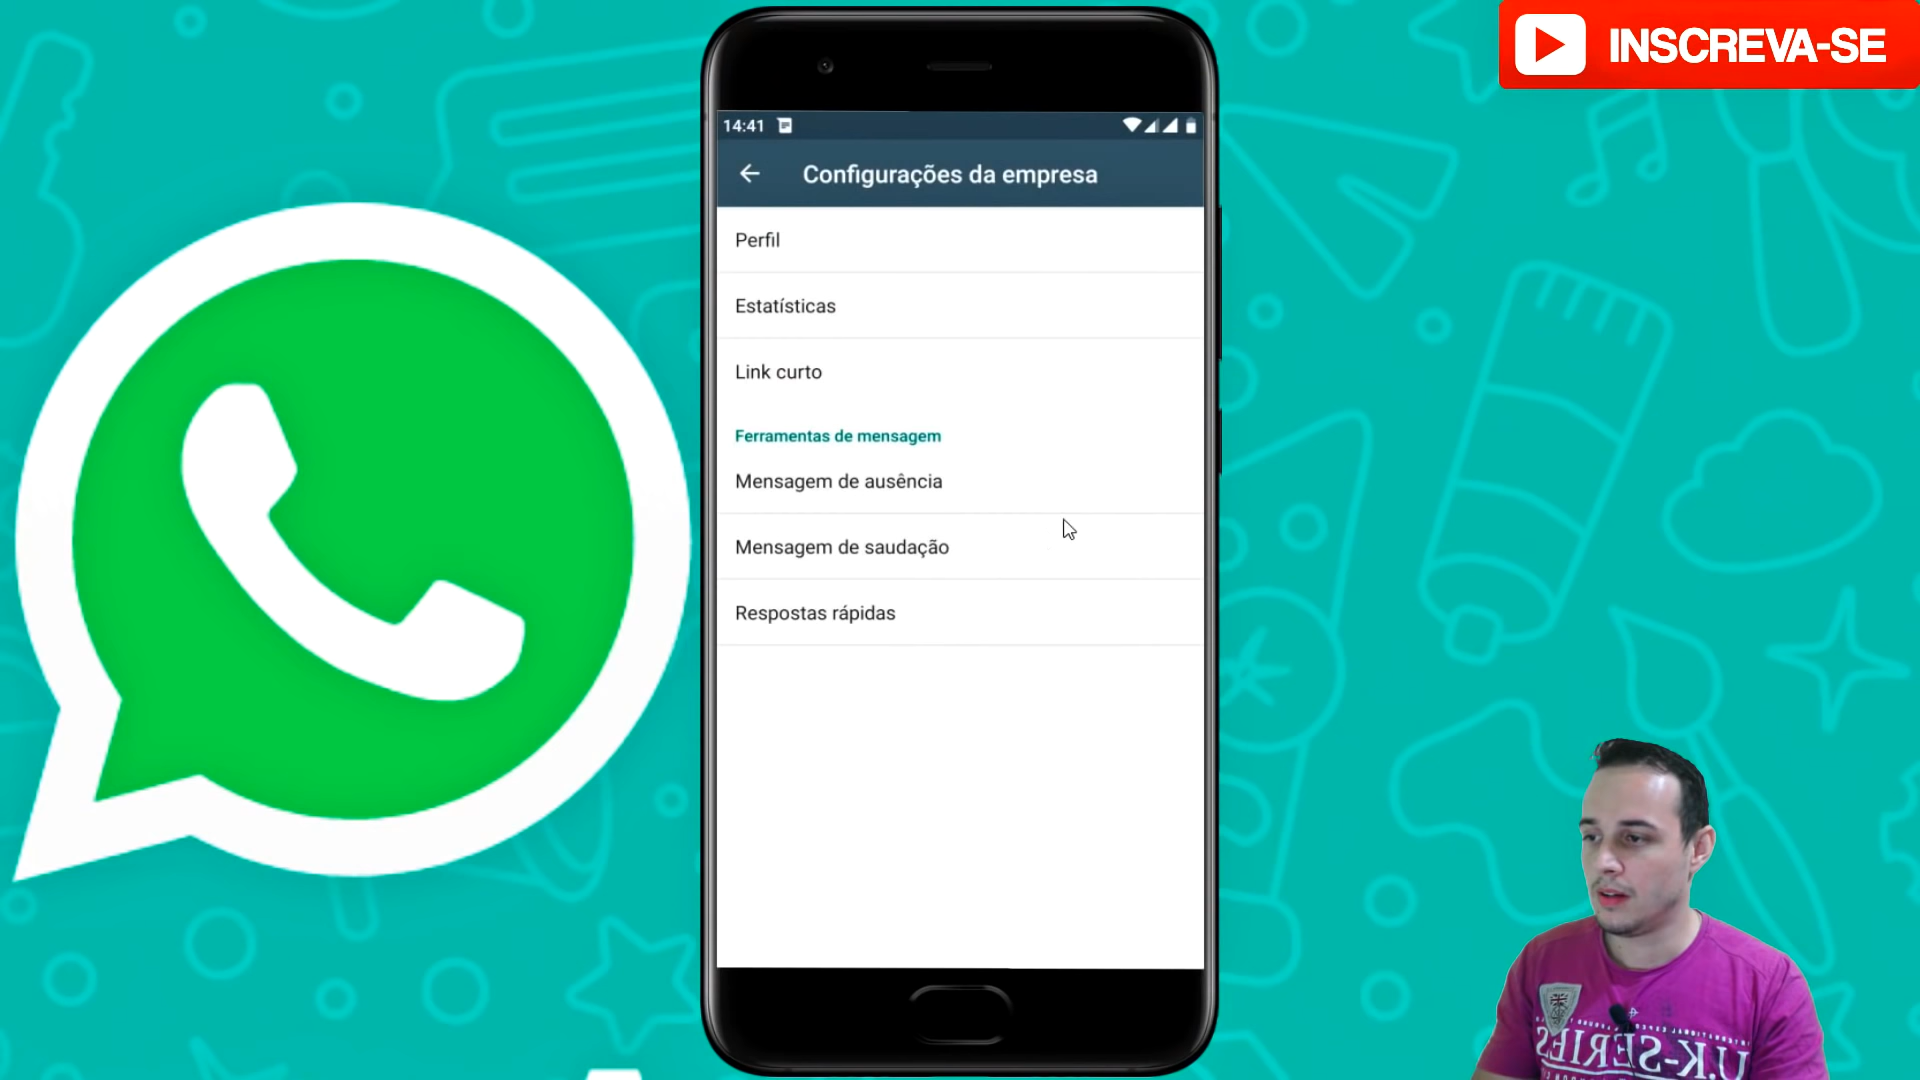 INSCREVA-SE
14:41
Configurações da empresa
Perfil
Estatísticas
Link curto
Ferramentas de mensagem
Mensagem de ausência
Mensagem de saudação
Respostas rápidas
U.K-SERIES